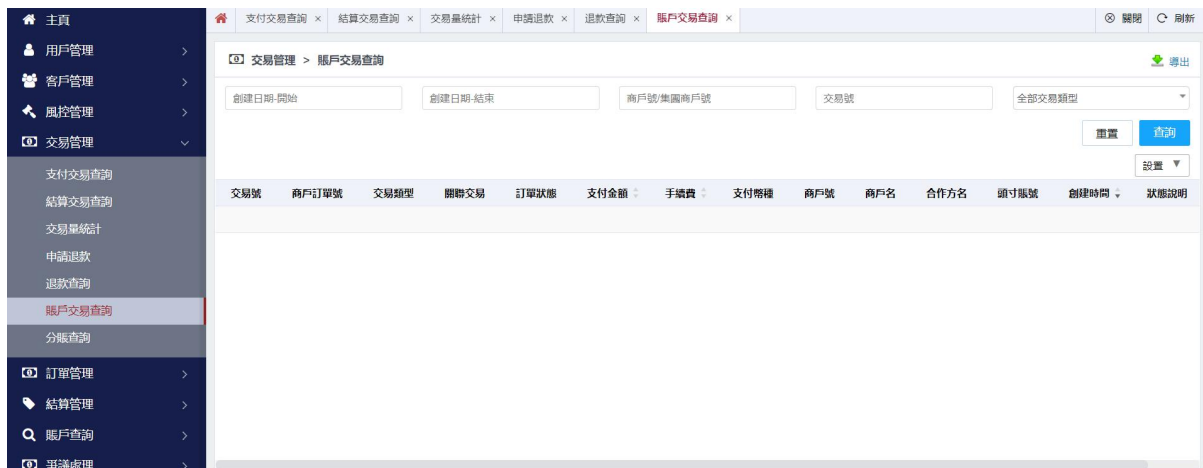 主頁
用戶管理
客戶管理
風控管理
交易管理
支付交易查詢
結算交易查詢
交易量統計
申請退款
退款查詢
賬戶交易查詢
分賬查詢
訂單管理
結算管理
賬戶查詢
爭議處理
支付交易查詢 × 結算交易查詢 × 交易量統計 × 申請退款 × 退款查詢 × 賬戶交易查詢 × 關閉 刷新
交易管理 > 賬戶交易查詢 導出
創建日期-開始 創建日期-結束 商戶號/集團商戶號 交易號 全部交易類型
重置 查詢
設置
交易號 商戶訂單號 交易類型 關聯交易 訂單狀態 支付金額 手續費 支付幣種 商戶號 商戶名 合作方名 頭寸賬號 創建時間 狀態說明